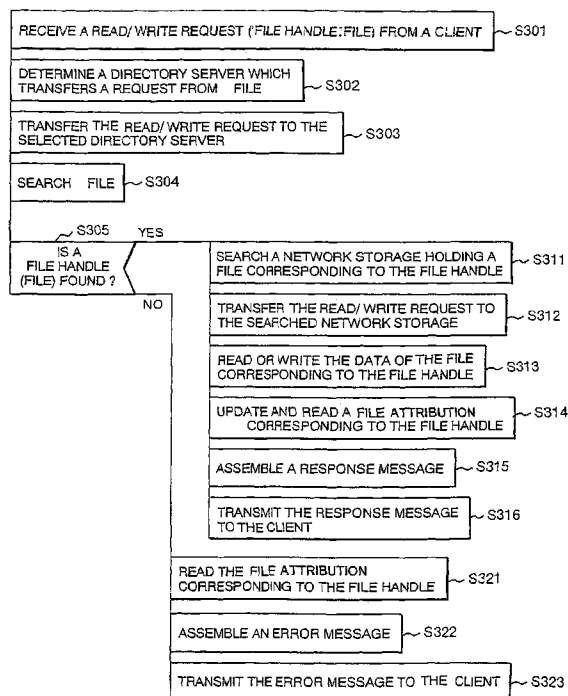 RECEIVE A READ/WRITE REQUEST ('FILE HANDLE:FILE) FROM A CLIENT
S301
DETERMINE A DIRECTORY SERVER WHICH
TRANSFERS A REQUEST FROM FILE
S302
TRANSFER THE READ/WRITE REQUEST TO THE
SELECTED DIRECTORY SERVER
S303
SEARCH FILE
S304
S305
YES
IS A
FILE HANDLE
(FILE) FOUND ?
NO
SEARCH A NETWORK STORAGE HOLDING A
FILE CORRESPONDING TO THE FILE HANDLE
S311
TRANSFER THE READ/WRITE REQUEST TO
THE SEARCHED NETWORK STORAGE
S312
READ OR WRITE THE DATA OF THE FILE
CORRESPONDING TO THE FILE HANDLE
S313
UPDATE AND READ A FILE ATTRIBUTION
CORRESPONDING TO THE FILE HANDLE
S314
ASSEMBLE A RESPONSE MESSAGE
S315
TRANSMIT THE RESPONSE MESSAGE
TO THE CLIENT
S316
READ THE FILE ATTRIBUTION
CORRESPONDING TO THE FILE HANDLE
S321
ASSEMBLE AN ERROR MESSAGE
S322
TRANSMIT THE ERROR MESSAGE TO THE CLIENT
S323